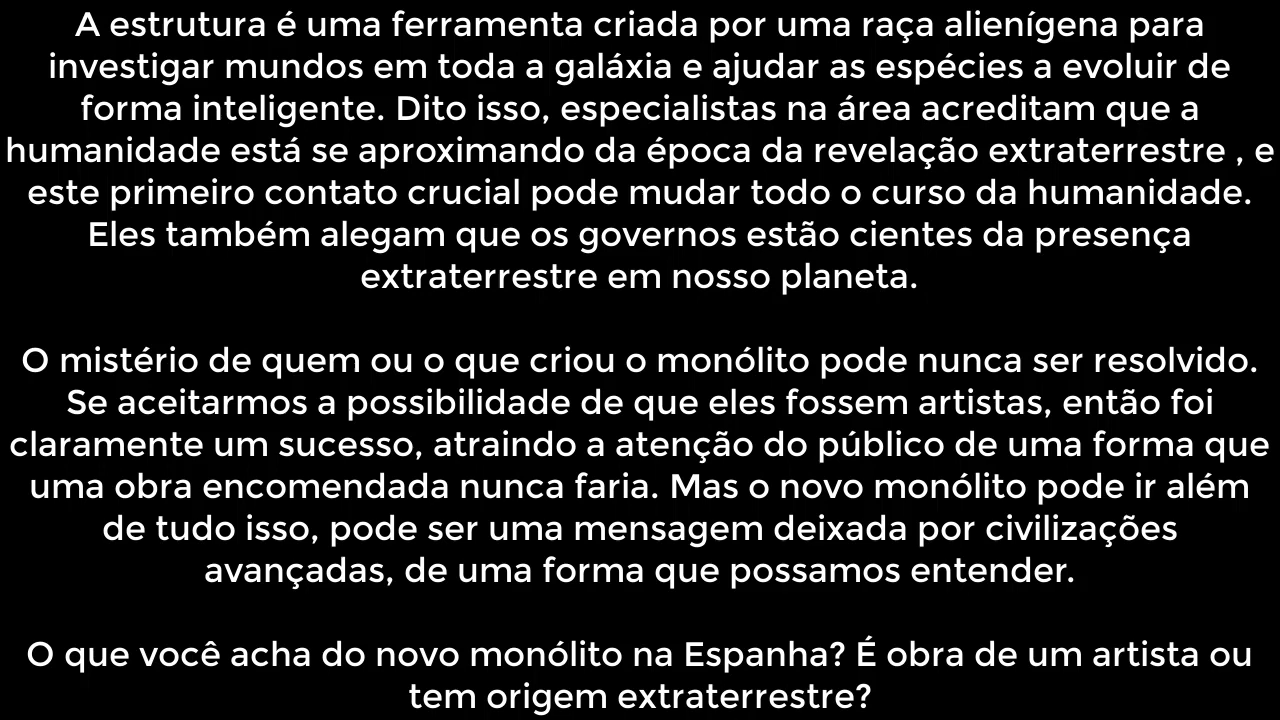 A estrutura é uma ferramenta criada por uma raça alienígena para
investigar mundos em toda a galáxia e ajudar as espécies a evoluir de
forma inteligente. Dito isso, especialistas na área acreditam que a
humanidade está se aproximando da época da revelação extraterrestre , e
este primeiro contato crucial pode mudar todo o curso da humanidade.
Eles também alegam que os governos estão cientes da presença
extraterrestre em nosso planeta.
O mistério de quem ou o que criou o monólito pode nunca ser resolvido.
Se aceitarmos a possibilidade de que eles fossem artistas, então foi
claramente um sucesso, atraindo a atenção do público de uma forma que
uma obra encomendada nunca faria. Mas o novo monólito pode ir além
de tudo isso, pode ser uma mensagem deixada por civilizações
avançadas, de uma forma que possamos entender.
O que você acha do novo monólito na Espanha? É obra de um artista ou
tem origem extraterrestre?